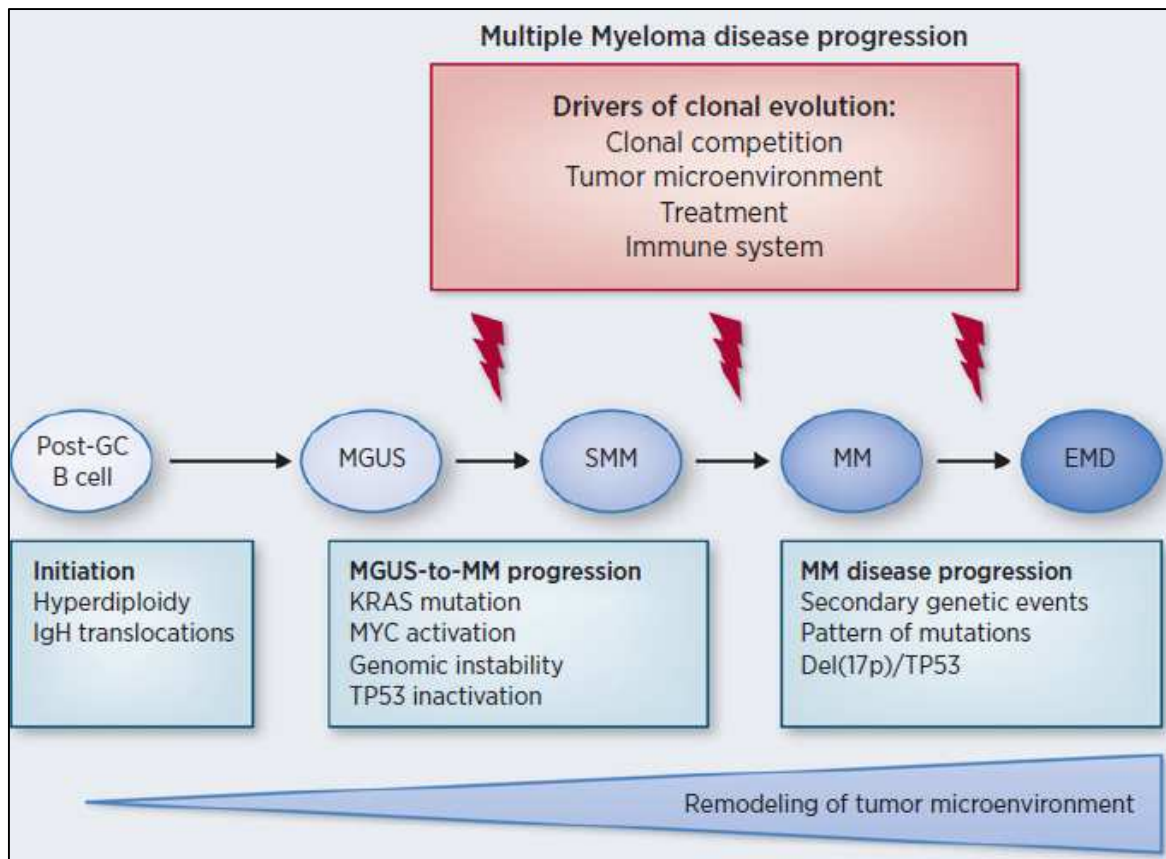 Multiple Myeloma disease progression
Drivers of clonal evolution:
Clonal competition
Tumor microenvironment
Treatment
Immune system
Post-GC
B cell
MGUS
SMM
MM
EMD
Initiation
Hyperdiploidy
IgH translocations
MGUS-to-MM progression
KRAS mutation
MYC activation
Genomic instability
TP53 inactivation
MM disease progression
Secondary genetic events
Pattern of mutations
Del(17p)/TP53
Remodeling of tumor microenvironment